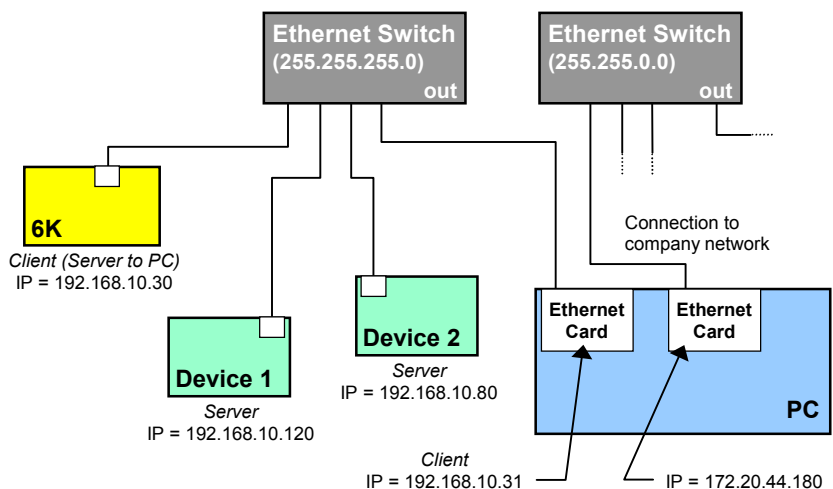 Ethernet Switch
(255.255.255.0)
out
Ethernet Switch
(255.255.0.0)
out
6K
Client (Server to PC)
IP = 192.168.10.30
Device 1
Server
IP = 192.168.10.120
Device 2
Server
IP = 192.168.10.80
Connection to
company network
Ethernet
Card
Ethernet
Card
PC
Client
IP = 192.168.10.31
IP = 172.20.44.180